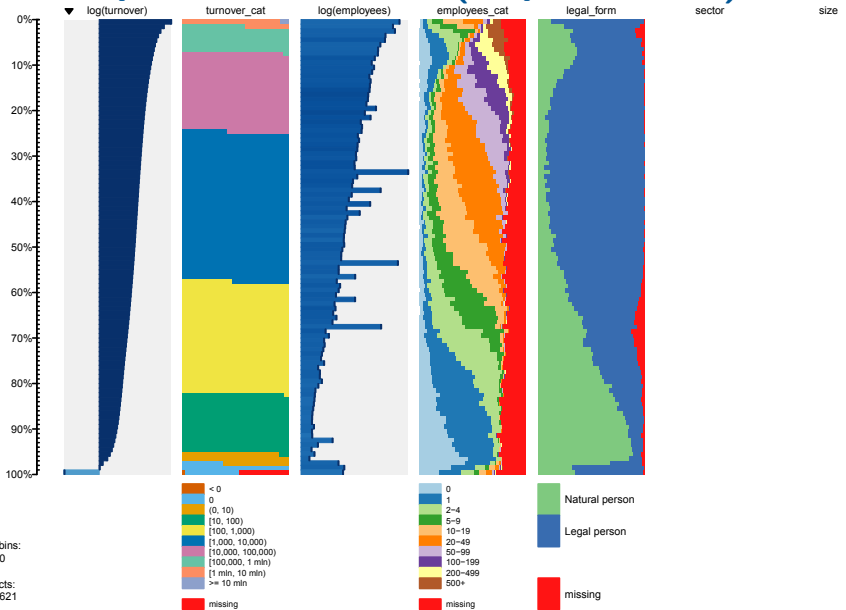 log(turnover) turnover_cat log(employees) employees_cat legal_form sector size
0%
10%
20%
30%
40%
50%
60%
70%
80%
90%
100%
< 0
0
(0, 10)
[10, 100)
[100, 1,000)
[1,000, 10,000)
[10,000, 100,000)
[100,000, 1 mln)
[1 mln, 10 mln)
>= 10 mln
missing
0
1
2−4
5−9
10−19
20−49
50−99
100−199
200−499
500+
missing
Natural person
Legal person
missing
bins:
0
cts:
621